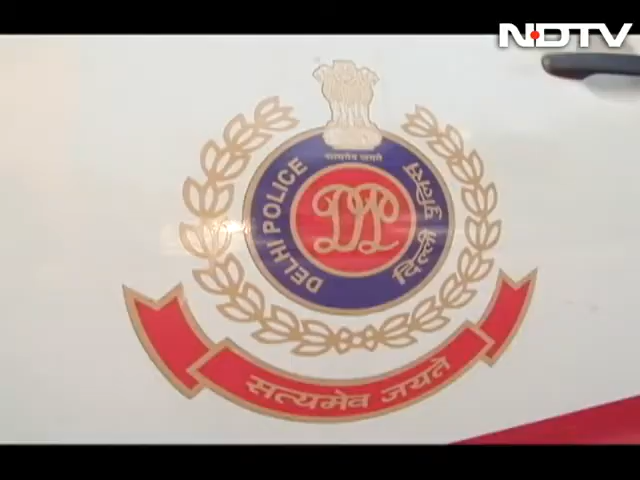 NDTV
सत्यमेव जयते
DELHI POLICE
दिल्ली पुलिस
DP
सत्यमेव जयते